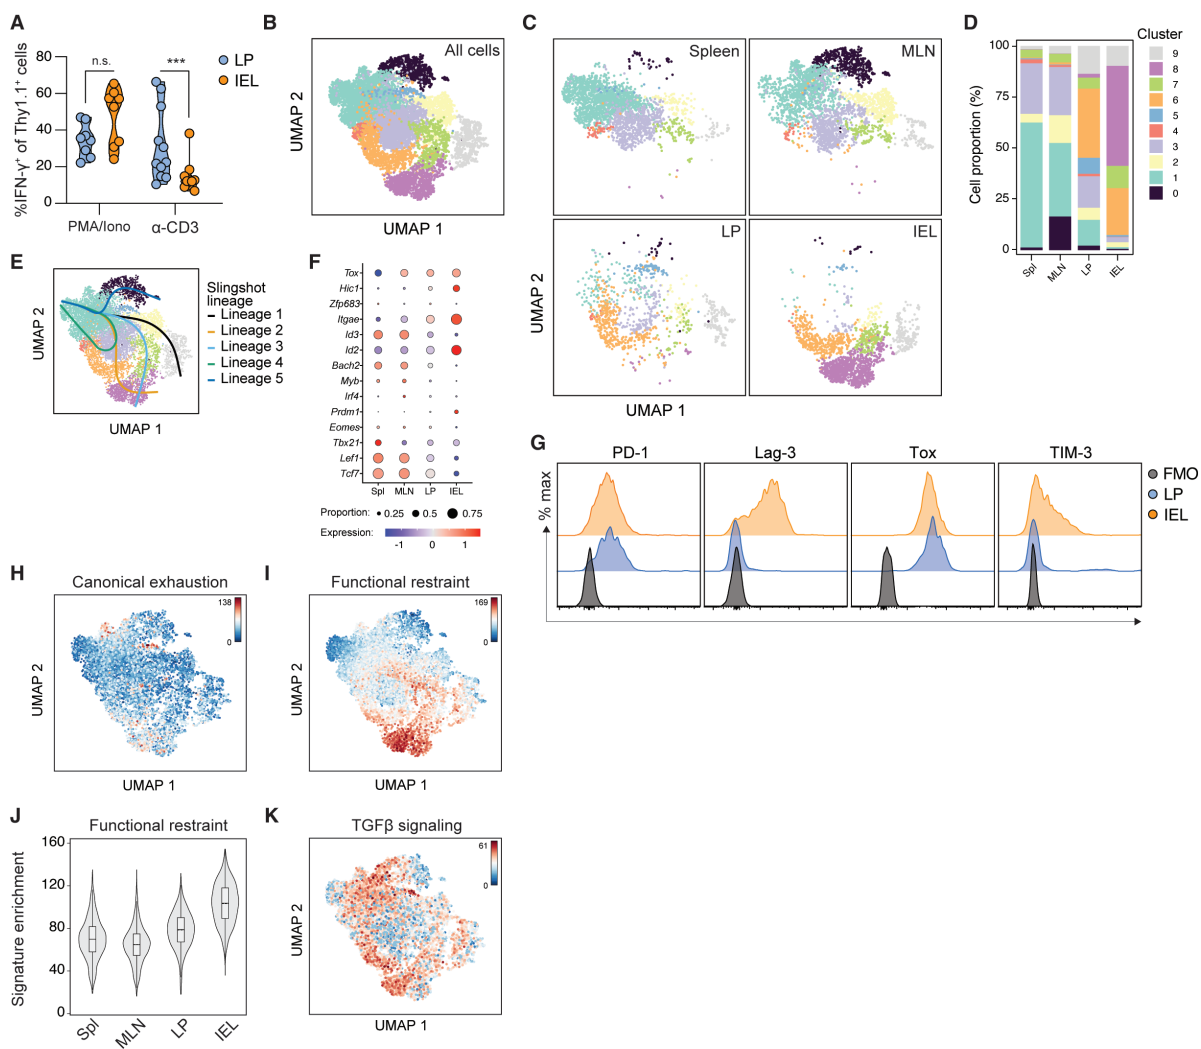 A
%IFN-γ⁺ of Thy1.1⁺ cells
80
60
40
20
0
n.s.
***
LP
IEL
PMA/Iono
α-CD3
B
All cells
UMAP 2
UMAP 1
C
Spleen
MLN
LP
IEL
UMAP 2
UMAP 1
D
Cell proportion (%)
100
75
50
25
0
Spl
MLN
LP
IEL
Cluster
9
8
7
6
5
4
3
2
1
0
E
UMAP 2
UMAP 1
Slingshot
lineage
Lineage 1
Lineage 2
Lineage 3
Lineage 4
Lineage 5
F
Tox
Hic1
Zfp683
Itgae
Id3
Id2
Bach2
Myb
Irf4
Prdm1
Eomes
Tbx21
Lef1
Tcf7
Spl
MLN
LP
IEL
Proportion: 0.25 0.5 0.75
Expression:
-1 0 1
G
% max
PD-1
Lag-3
Tox
TIM-3
FMO
LP
IEL
H
Canonical exhaustion
138
0
UMAP 2
UMAP 1
I
Functional restraint
169
0
UMAP 2
UMAP 1
J
Functional restraint
Signature enrichment
160
120
80
40
0
Spl
MLN
LP
IEL
K
TGFβ signaling
61
0
UMAP 2
UMAP 1